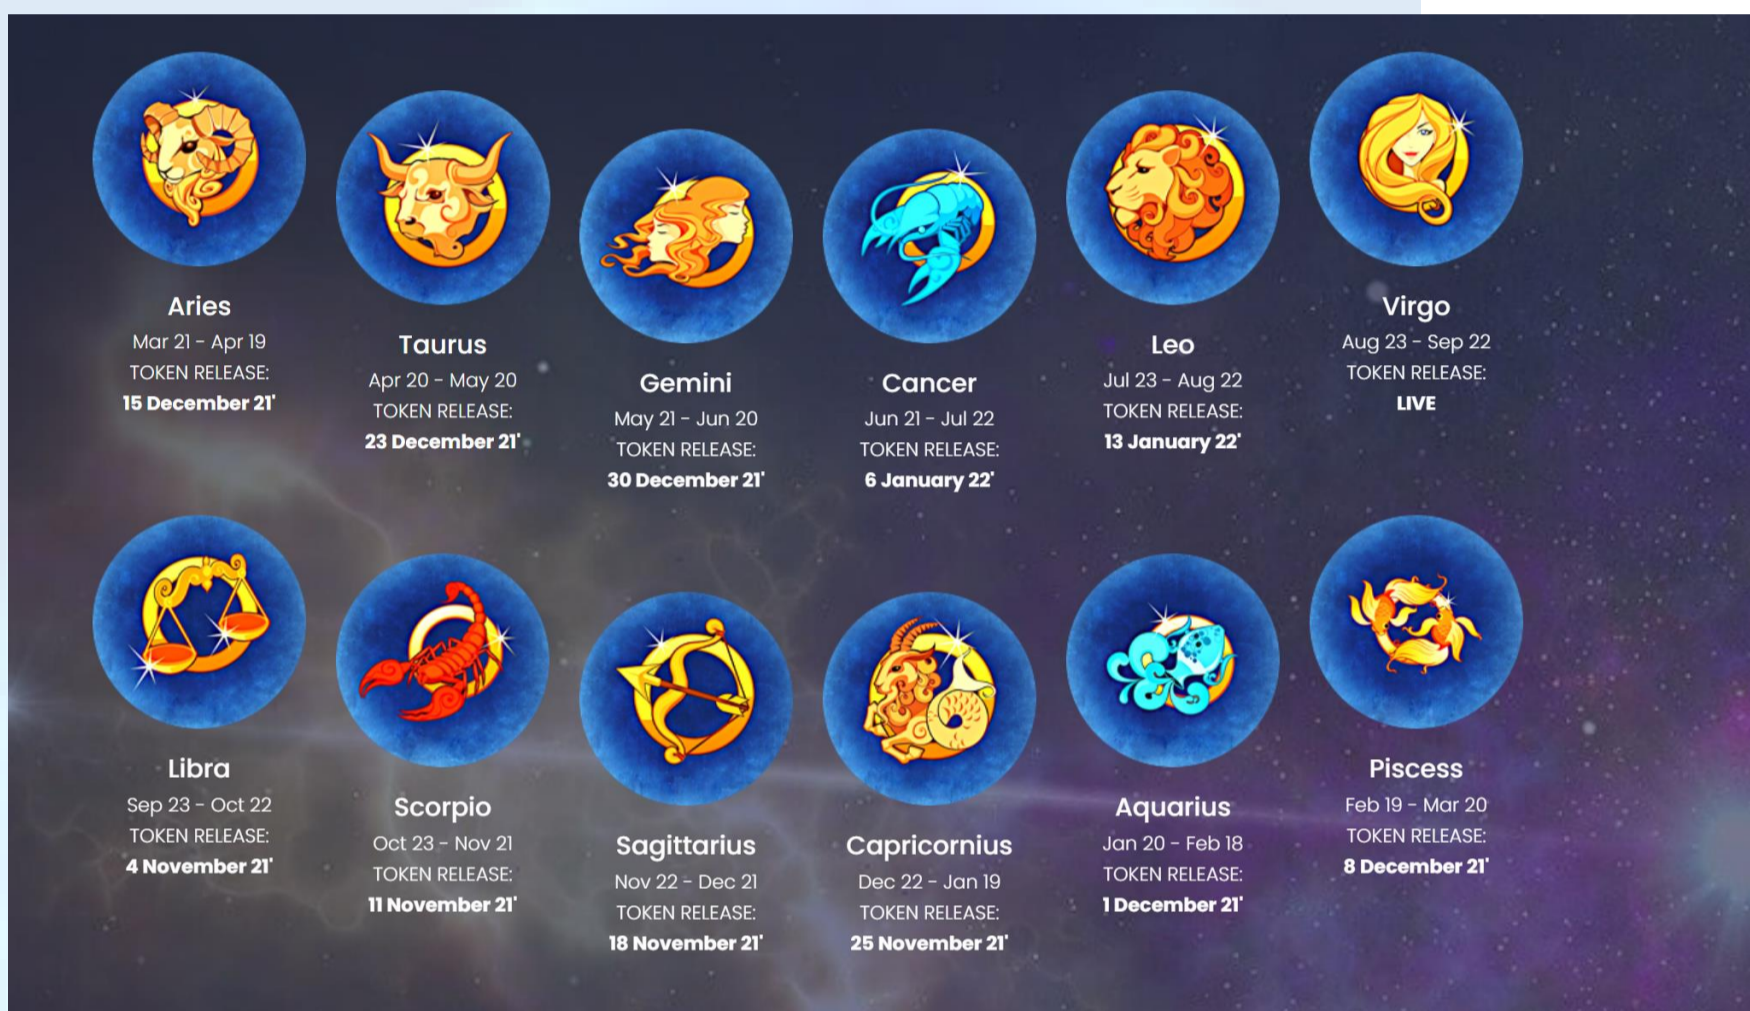 Aries
Mar 21 - Apr 19
TOKEN RELEASE:
15 December 21'
Taurus
Apr 20 - May 20
TOKEN RELEASE:
23 December 21'
Gemini
May 21 - Jun 20
TOKEN RELEASE:
30 December 21'
Cancer
Jun 21 - Jul 22
TOKEN RELEASE:
6 January 22'
Leo
Jul 23 - Aug 22
TOKEN RELEASE:
13 January 22'
Virgo
Aug 23 - Sep 22
TOKEN RELEASE:
LIVE
Libra
Sep 23 - Oct 22
TOKEN RELEASE:
4 November 21'
Scorpio
Oct 23 - Nov 21
TOKEN RELEASE:
11 November 21'
Sagittarius
Nov 22 - Dec 21
TOKEN RELEASE:
18 November 21'
Capricornius
Dec 22 - Jan 19
TOKEN RELEASE:
25 November 21'
Aquarius
Jan 20 - Feb 18
TOKEN RELEASE:
1 December 21'
Piscess
Feb 19 - Mar 20
TOKEN RELEASE:
8 December 21'